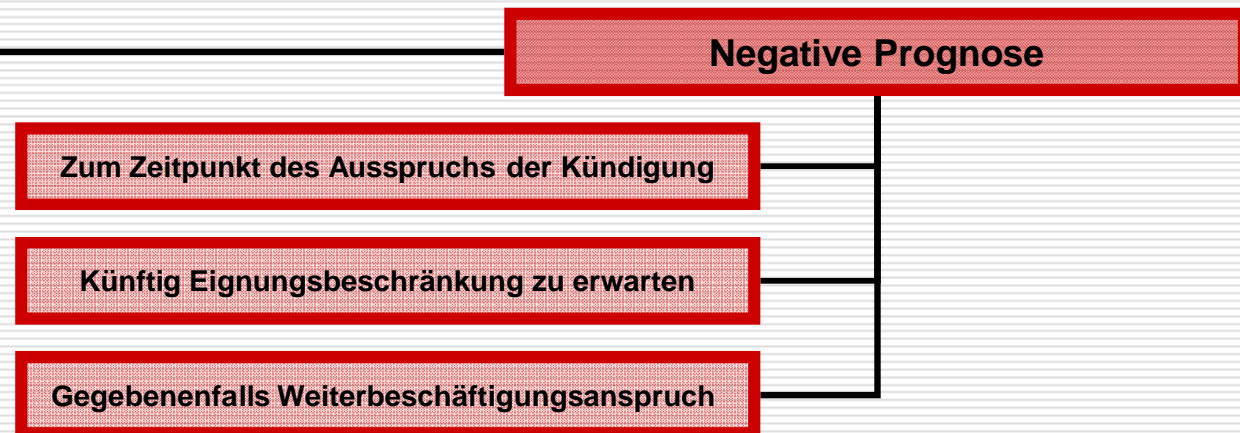 Negative Prognose
Zum Zeitpunkt des Ausspruchs der Kündigung
Künftig Eignungsbeschränkung zu erwarten
Gegebenenfalls Weiterbeschäftigungsanspruch